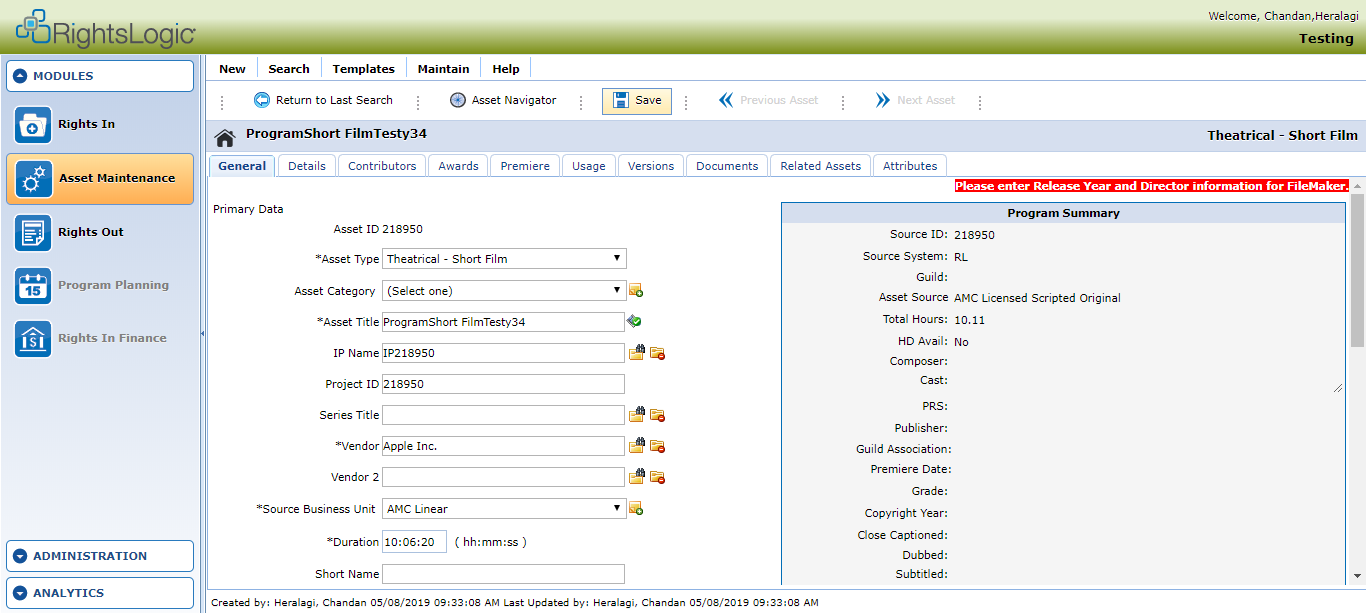 RightsLogic
Welcome, Chandan,Heralagi
Testing
MODULES
Rights In
Asset Maintenance
Rights Out
15
Program Planning
$
Rights In Finance
ADMINISTRATION
ANALYTICS
New Search Templates Maintain Help
Return to Last Search Asset Navigator Save Previous Asset Next Asset
ProgramShort FilmTesty34
Theatrical - Short Film
General Details Contributors Awards Premiere Usage Versions Documents Related Assets Attributes
Please enter Release Year and Director information for FileMaker.
Primary Data
Asset ID 218950
*Asset Type Theatrical - Short Film
Asset Category (Select one)
*Asset Title ProgramShort FilmTesty34
IP Name IP218950
Project ID 218950
Series Title
*Vendor Apple Inc.
Vendor 2
*Source Business Unit AMC Linear
*Duration 10:06:20 ( hh:mm:ss )
Short Name
Program Summary
Source ID: 218950
Source System: RL
Guild:
Asset Source AMC Licensed Scripted Original
Total Hours: 10.11
HD Avail: No
Composer:
Cast:
PRS:
Publisher:
Guild Association:
Premiere Date:
Grade:
Copyright Year:
Close Captioned:
Dubbed:
Subtitled:
Created by: Heralagi, Chandan 05/08/2019 09:33:08 AM Last Updated by: Heralagi, Chandan 05/08/2019 09:33:08 AM